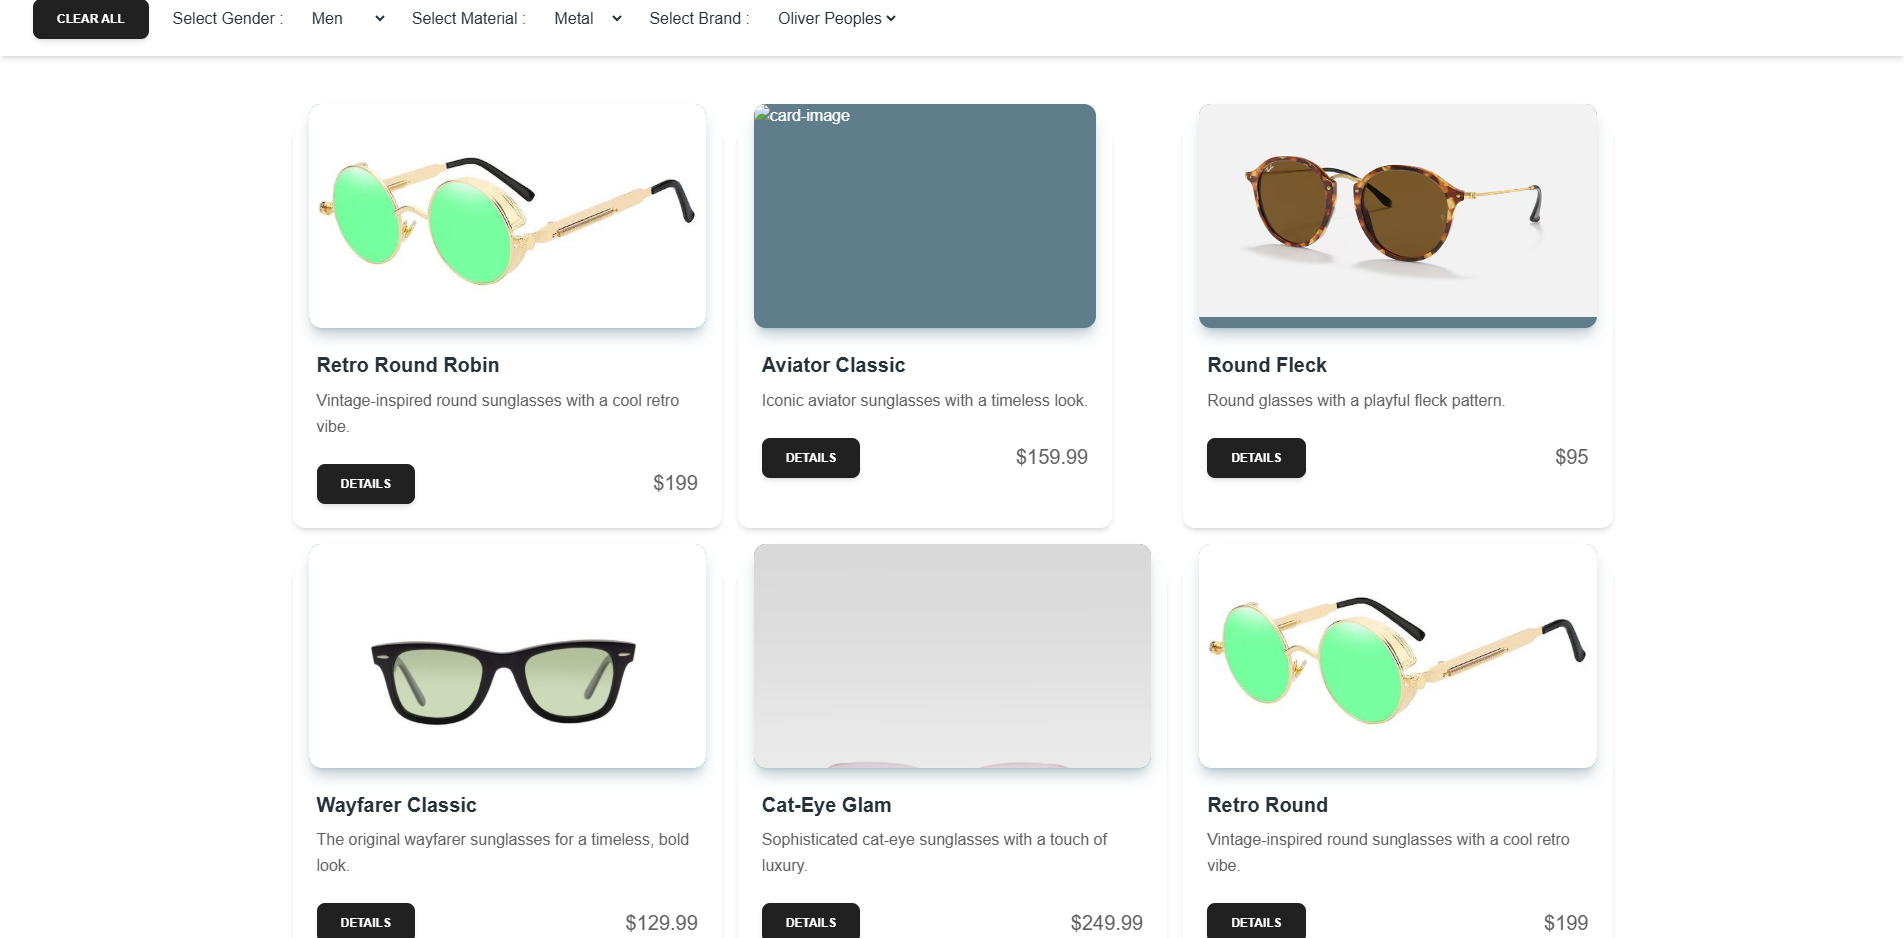 CLEAR ALL Select Gender : Men Select Material : Metal Select Brand : Oliver Peoples
card-image
Retro Round Robin
Vintage-inspired round sunglasses with a cool retro
vibe.
DETAILS $199
Aviator Classic
Iconic aviator sunglasses with a timeless look.
DETAILS $159.99
Round Fleck
Round glasses with a playful fleck pattern.
DETAILS $95
Wayfarer Classic
The original wayfarer sunglasses for a timeless, bold
look.
DETAILS $129.99
Cat-Eye Glam
Sophisticated cat-eye sunglasses with a touch of
luxury.
DETAILS $249.99
Retro Round
Vintage-inspired round sunglasses with a cool retro
vibe.
DETAILS $199